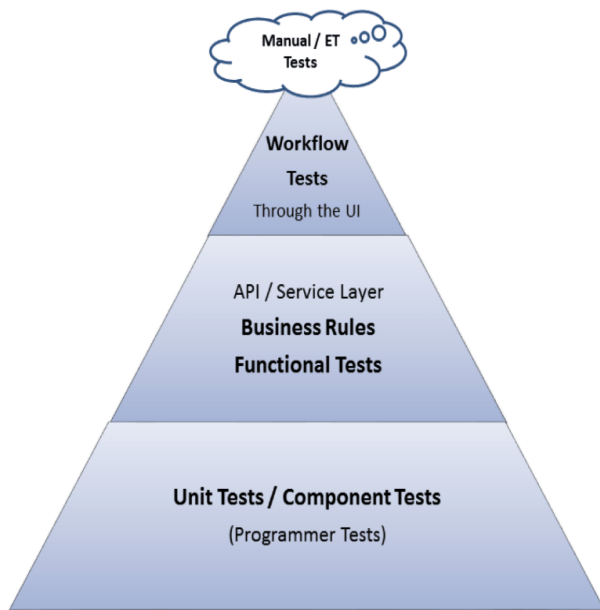 Manual / ET
Tests
Workflow
Tests
Through the UI
API / Service Layer
Business Rules
Functional Tests
Unit Tests / Component Tests
(Programmer Tests)